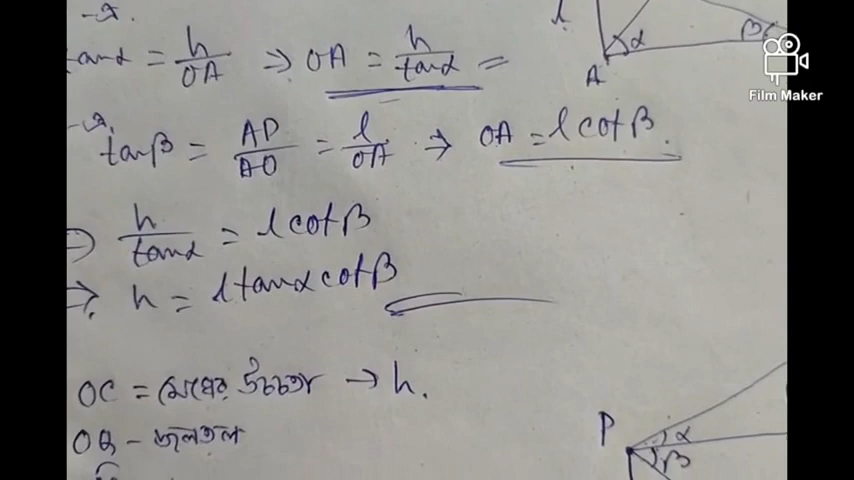 -এ.
tanα = h/OA ⇒ OA = h/tanα =
-এ.
tanβ = AP/AO = l/OA ⇒ OA = l cotβ.
⇒ h/tanα = l cotβ
⇒ h = l tanα cotβ
OC = মেঘের উচ্চতা → h.
OQ - জলতল
l
A α β
P α β
Film Maker